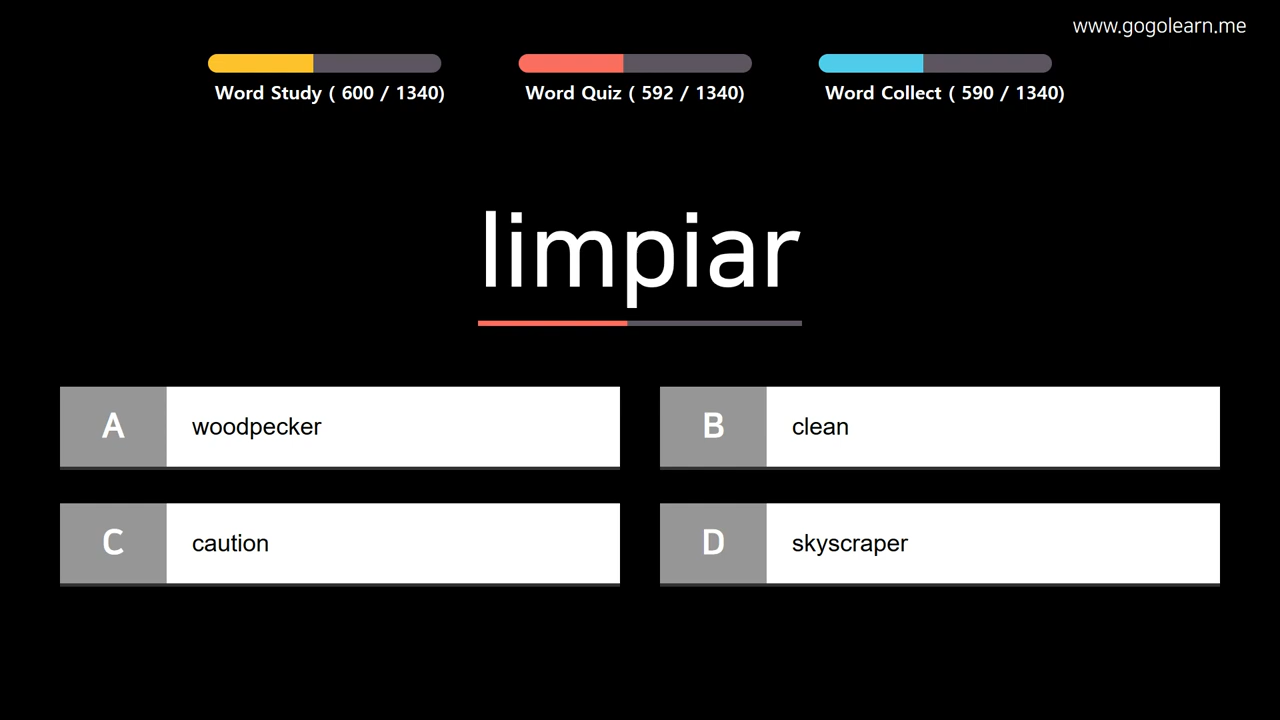 www.gogolearn.me
Word Study ( 600 / 1340)
Word Quiz ( 592 / 1340)
Word Collect ( 590 / 1340)
limpiar
A woodpecker
B clean
C caution
D skyscraper